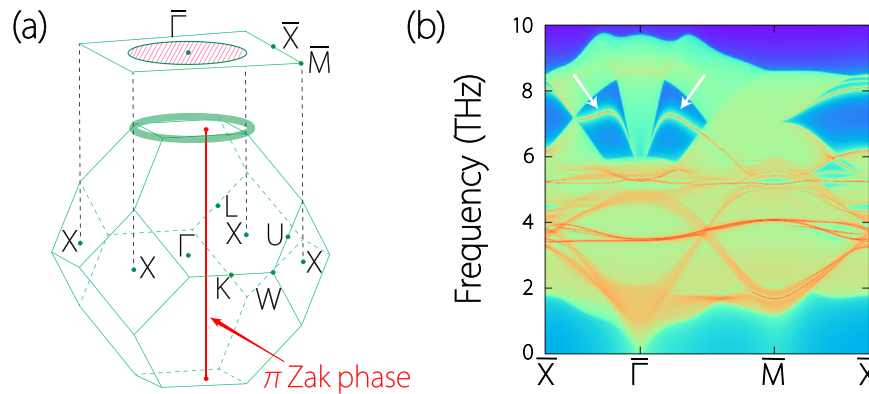 (a)
Γ̅
X̅
M̅
L
X
Γ
X
U
X
X
K
W
π Zak phase
(b)
Frequency (THz)
10
8
6
4
2
0
X̅
Γ̅
M̅
X̅